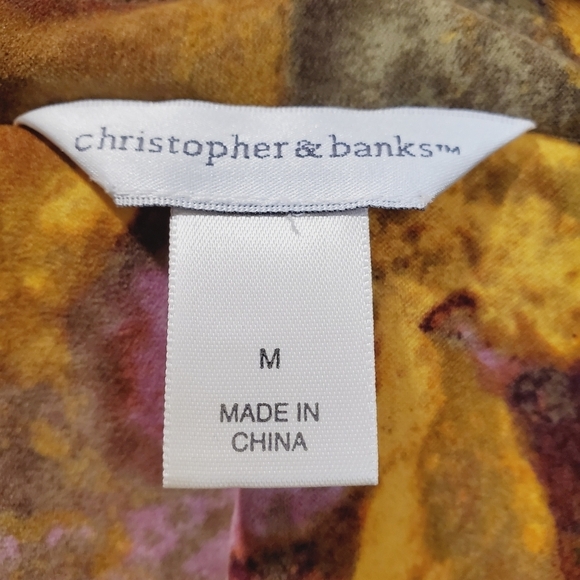 christopher & banks™
M
MADE IN
CHINA